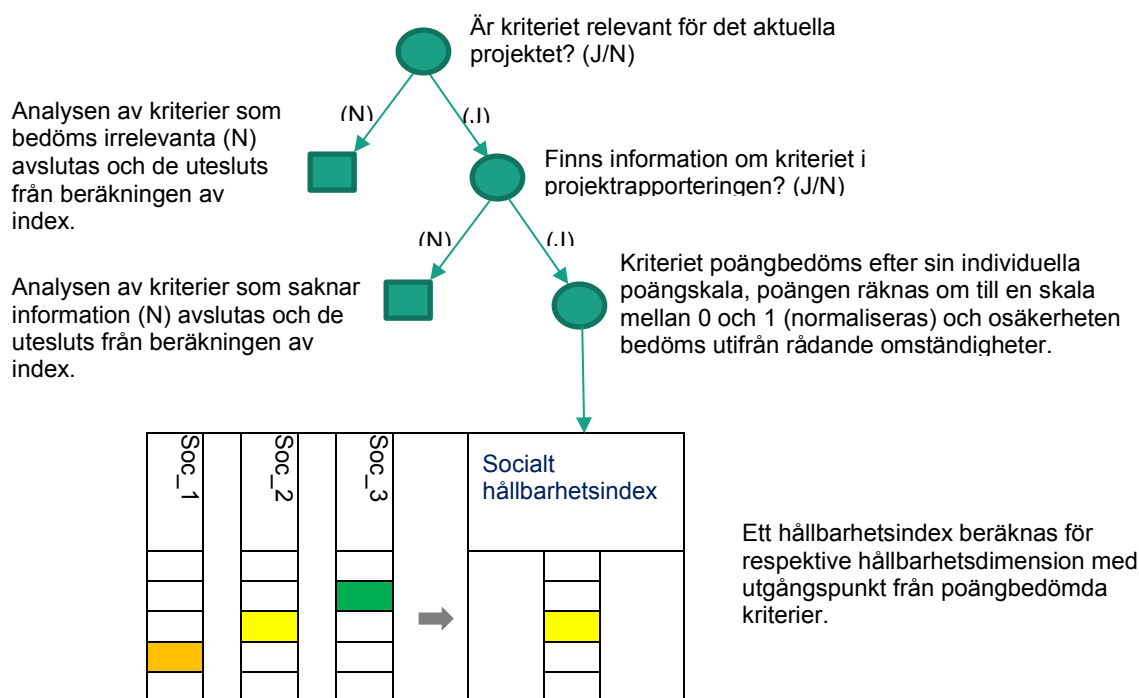 Är kriteriet relevant för det aktuella
projektet? (J/N)
Analysen av kriterier som
bedöms irrelevanta (N)
avslutas och de utesluts
från beräkningen av
index.
(N)
(J)
Finns information om kriteriet i
projektrapporteringen? (J/N)
(N)
(J)
Analysen av kriterier som saknar
information (N) avslutas och de
utesluts från beräkningen av
index.
Kriteriet poängbedöms efter sin individuella
poängskala, poängen räknas om till en skala
mellan 0 och 1 (normaliseras) och osäkerheten
bedöms utifrån rådande omständigheter.
Soc_1
Soc_2
Soc_3
Socialt
hållbarhetsindex
Ett hållbarhetsindex beräknas för
respektive hållbarhetsdimension med
utgångspunkt från poängbedömda
kriterier.